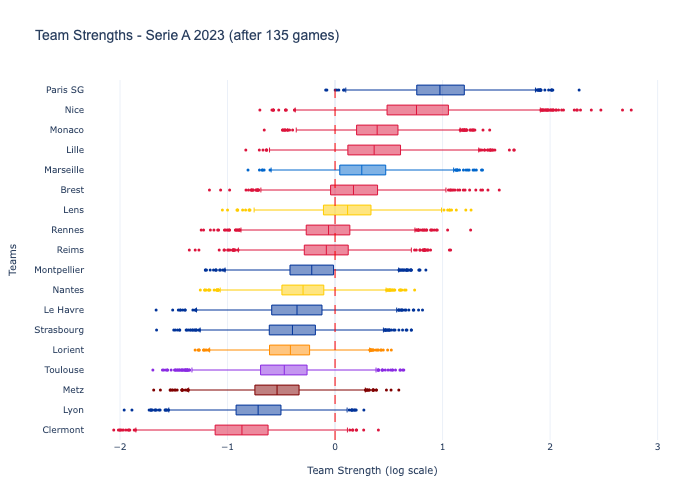 Team Strengths - Serie A 2023 (after 135 games)
Paris SG
Nice
Monaco
Lille
Marseille
Brest
Lens
Rennes
Reims
Montpellier
Nantes
Le Havre
Strasbourg
Lorient
Toulouse
Metz
Lyon
Clermont
Teams
−2 −1 0 1 2 3
Team Strength (log scale)